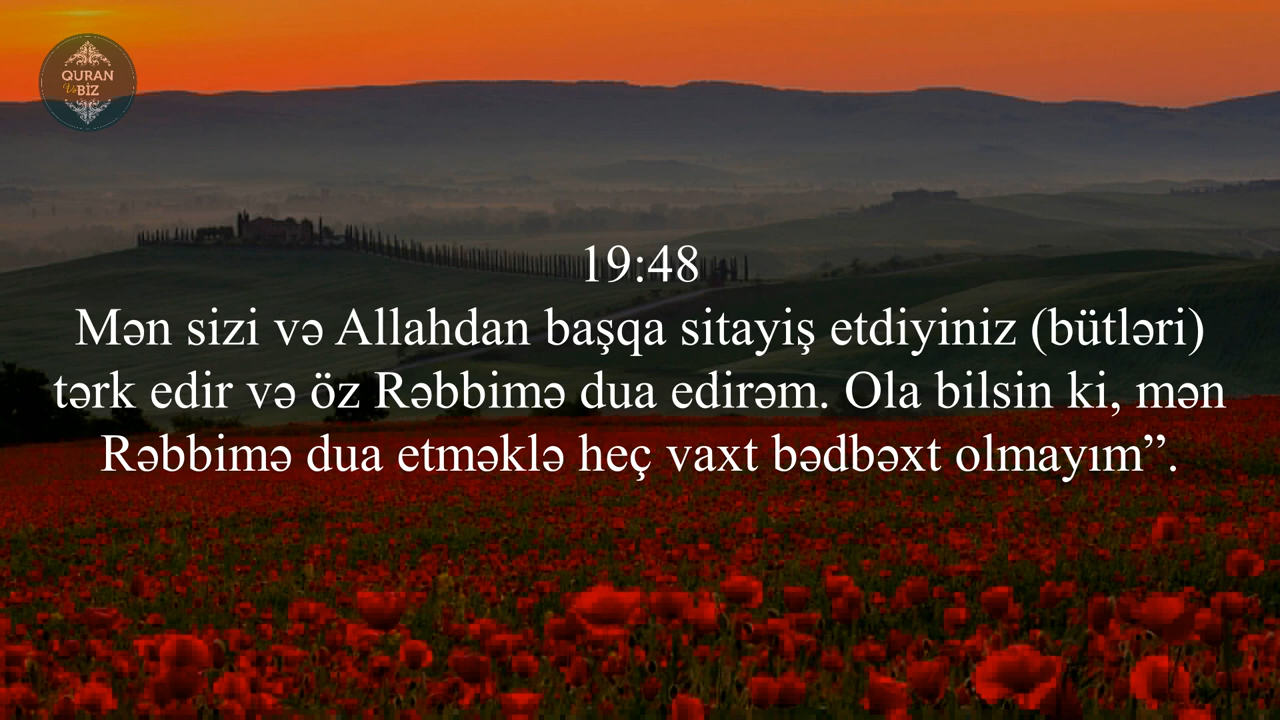 QURAN
Və BİZ
19:48
Mən sizi və Allahdan başqa sitayiş etdiyiniz (bütləri)
tərk edir və öz Rəbbimə dua edirəm. Ola bilsin ki, mən
Rəbbimə dua etməklə heç vaxt bədbəxt olmayım”.